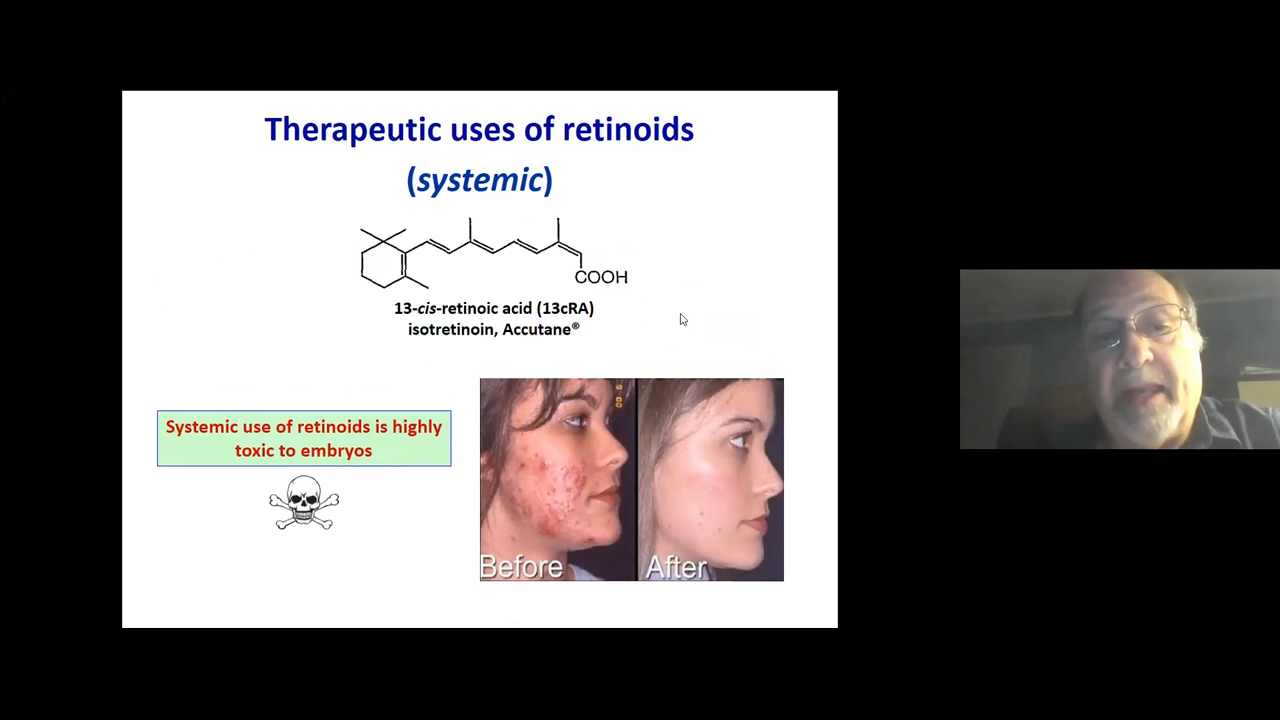 Therapeutic uses of retinoids
(systemic)
COOH
13-cis-retinoic acid (13cRA)
isotretinoin, Accutane®
Systemic use of retinoids is highly
toxic to embryos
Before
After